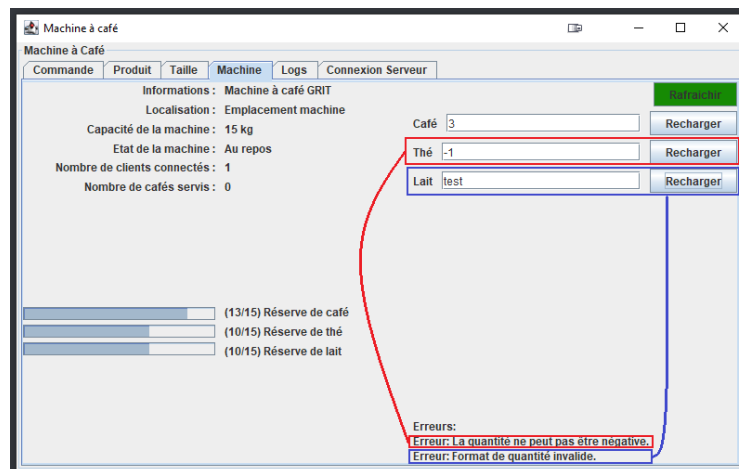 Machine à café
Machine à Café
Commande Produit Taille Machine Logs Connexion Serveur
Informations : Machine à café GRIT
Rafraichir
Localisation : Emplacement machine
Café 3 Recharger
Capacité de la machine : 15 kg
Etat de la machine : Au repos
Thé -1 Recharger
Nombre de clients connectés : 1
Lait test Recharger
Nombre de cafés servis : 0
(13/15) Réserve de café
(10/15) Réserve de thé
(10/15) Réserve de lait
Erreurs:
Erreur: La quantité ne peut pas être négative.
Erreur: Format de quantité invalide.